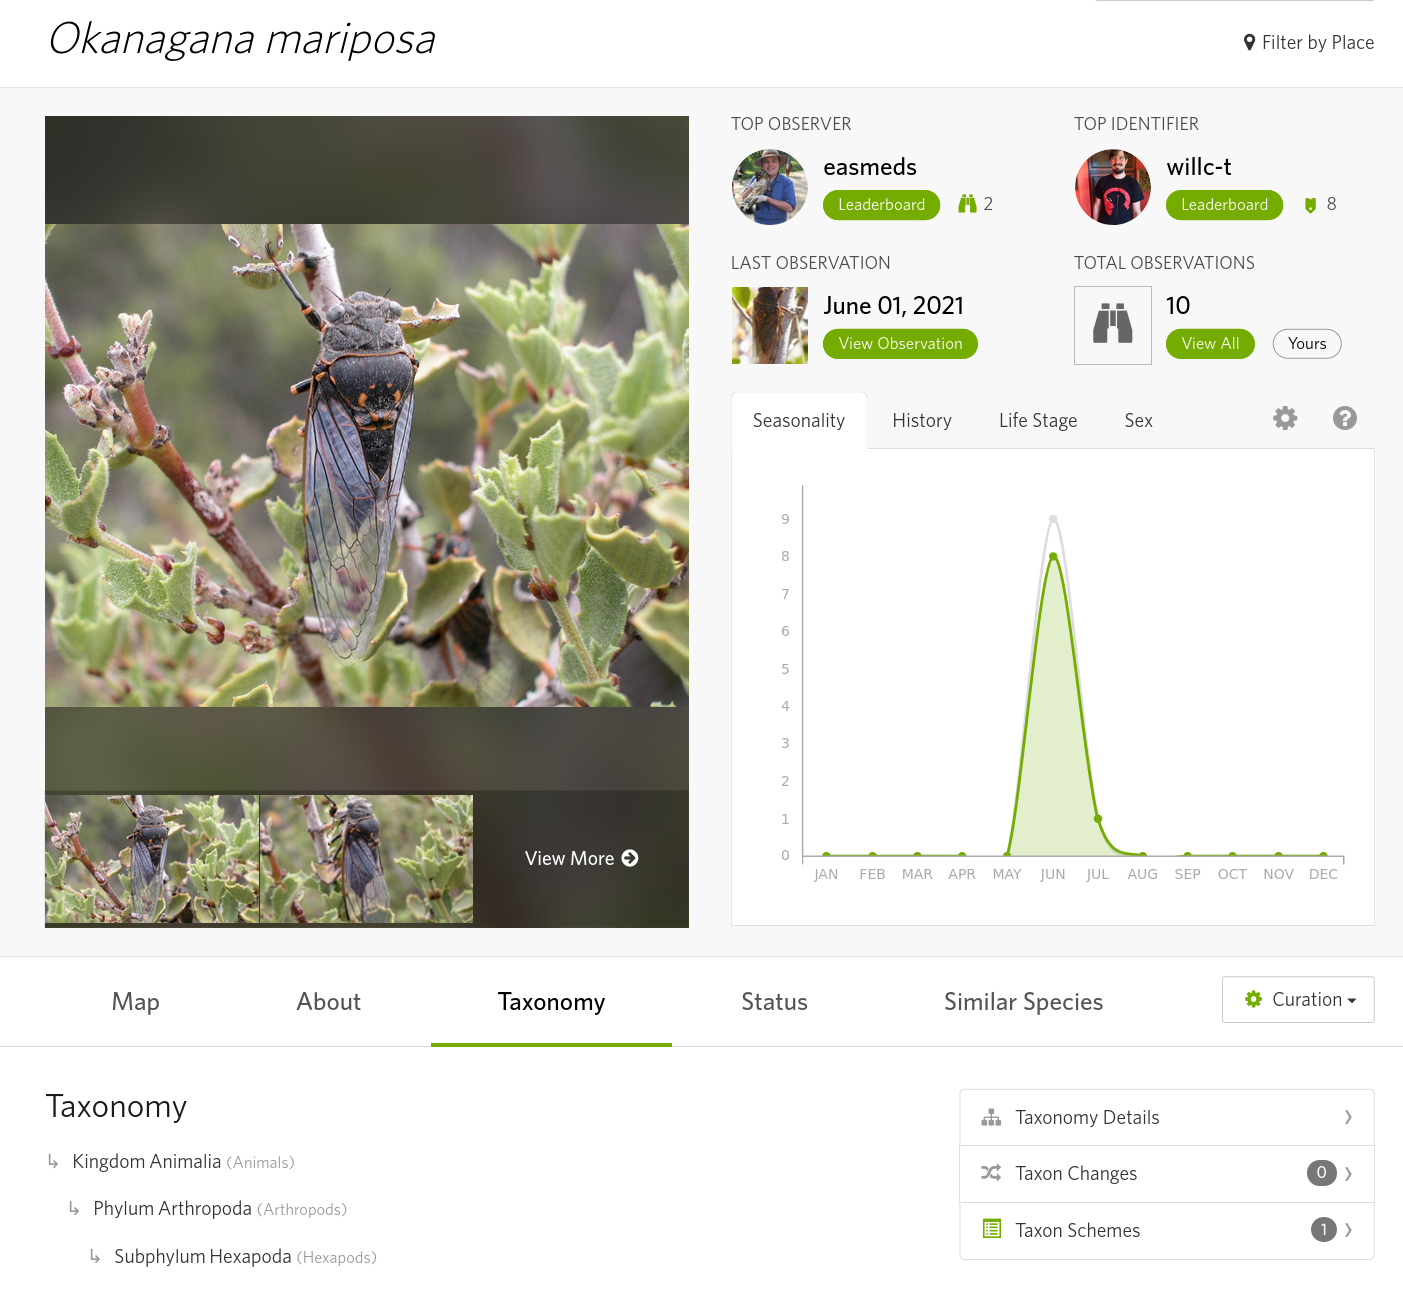 Okanagana mariposa
Filter by Place
TOP OBSERVER
easmeds
Leaderboard 2
TOP IDENTIFIER
willc-t
Leaderboard 8
LAST OBSERVATION
June 01, 2021
View Observation
TOTAL OBSERVATIONS
10
View All Yours
Seasonality History Life Stage Sex
9
8
7
6
5
4
3
2
1
0
JAN FEB MAR APR MAY JUN JUL AUG SEP OCT NOV DEC
View More
Map About Taxonomy Status Similar Species Curation
Taxonomy
Kingdom Animalia (Animals)
Phylum Arthropoda (Arthropods)
Subphylum Hexapoda (Hexapods)
Taxonomy Details
Taxon Changes 0
Taxon Schemes 1